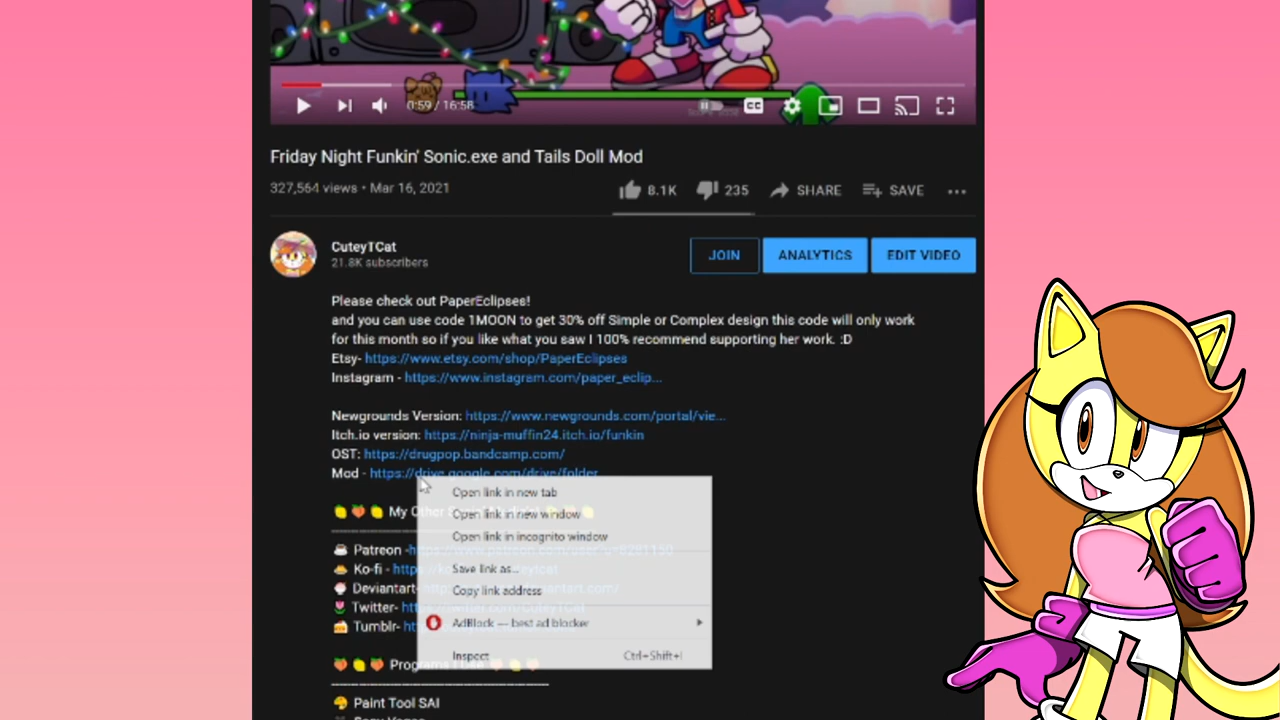 0:59 / 16:58
CC
Friday Night Funkin' Sonic.exe and Tails Doll Mod
327,564 views • Mar 16, 2021
8.1K
235
SHARE
SAVE
CuteyTCat
21.8K subscribers
JOIN
ANALYTICS
EDIT VIDEO
Please check out PaperEclipses!
and you can use code 1MOON to get 30% off Simple or Complex design this code will only work
for this month so if you like what you saw I 100% recommend supporting her work. :D
Etsy- https://www.etsy.com/shop/PaperEclipses
Instagram - https://www.instagram.com/paper_eclip...
Newgrounds Version: https://www.newgrounds.com/portal/vie...
Itch.io version: https://ninja-muffin24.itch.io/funkin
OST: https://drugpop.bandcamp.com/
Mod - https://drive.google.com/drive/folder
Open link in new tab
Open link in new window
Open link in incognito window
Save link as...
Copy link address
AdBlock — best ad blocker
Inspect Ctrl+Shift+I
My
Patreon
Ko-fi -
Deviantart-
Twitter-
Tumblr-
Paint Tool SAI